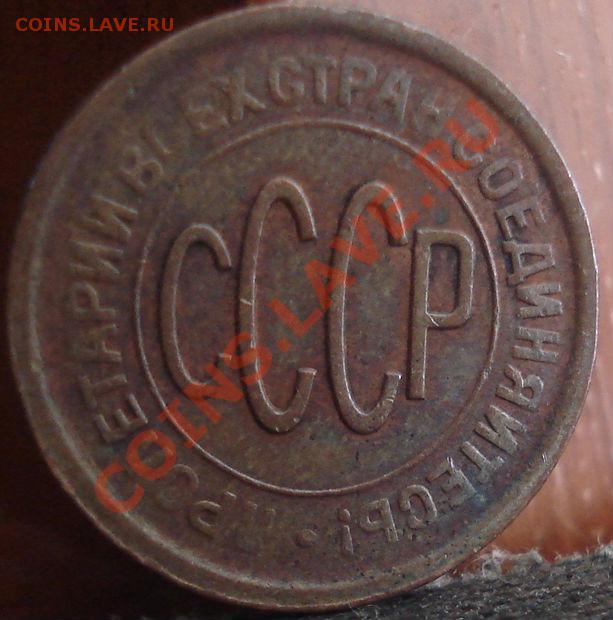 COINS.LAVE.RU
ПРОЛЕТАРИИ ВСЕХ СТРАН СОЕДИНЯЙТЕСЬ! •
СССР
COINS.LAVE.RU